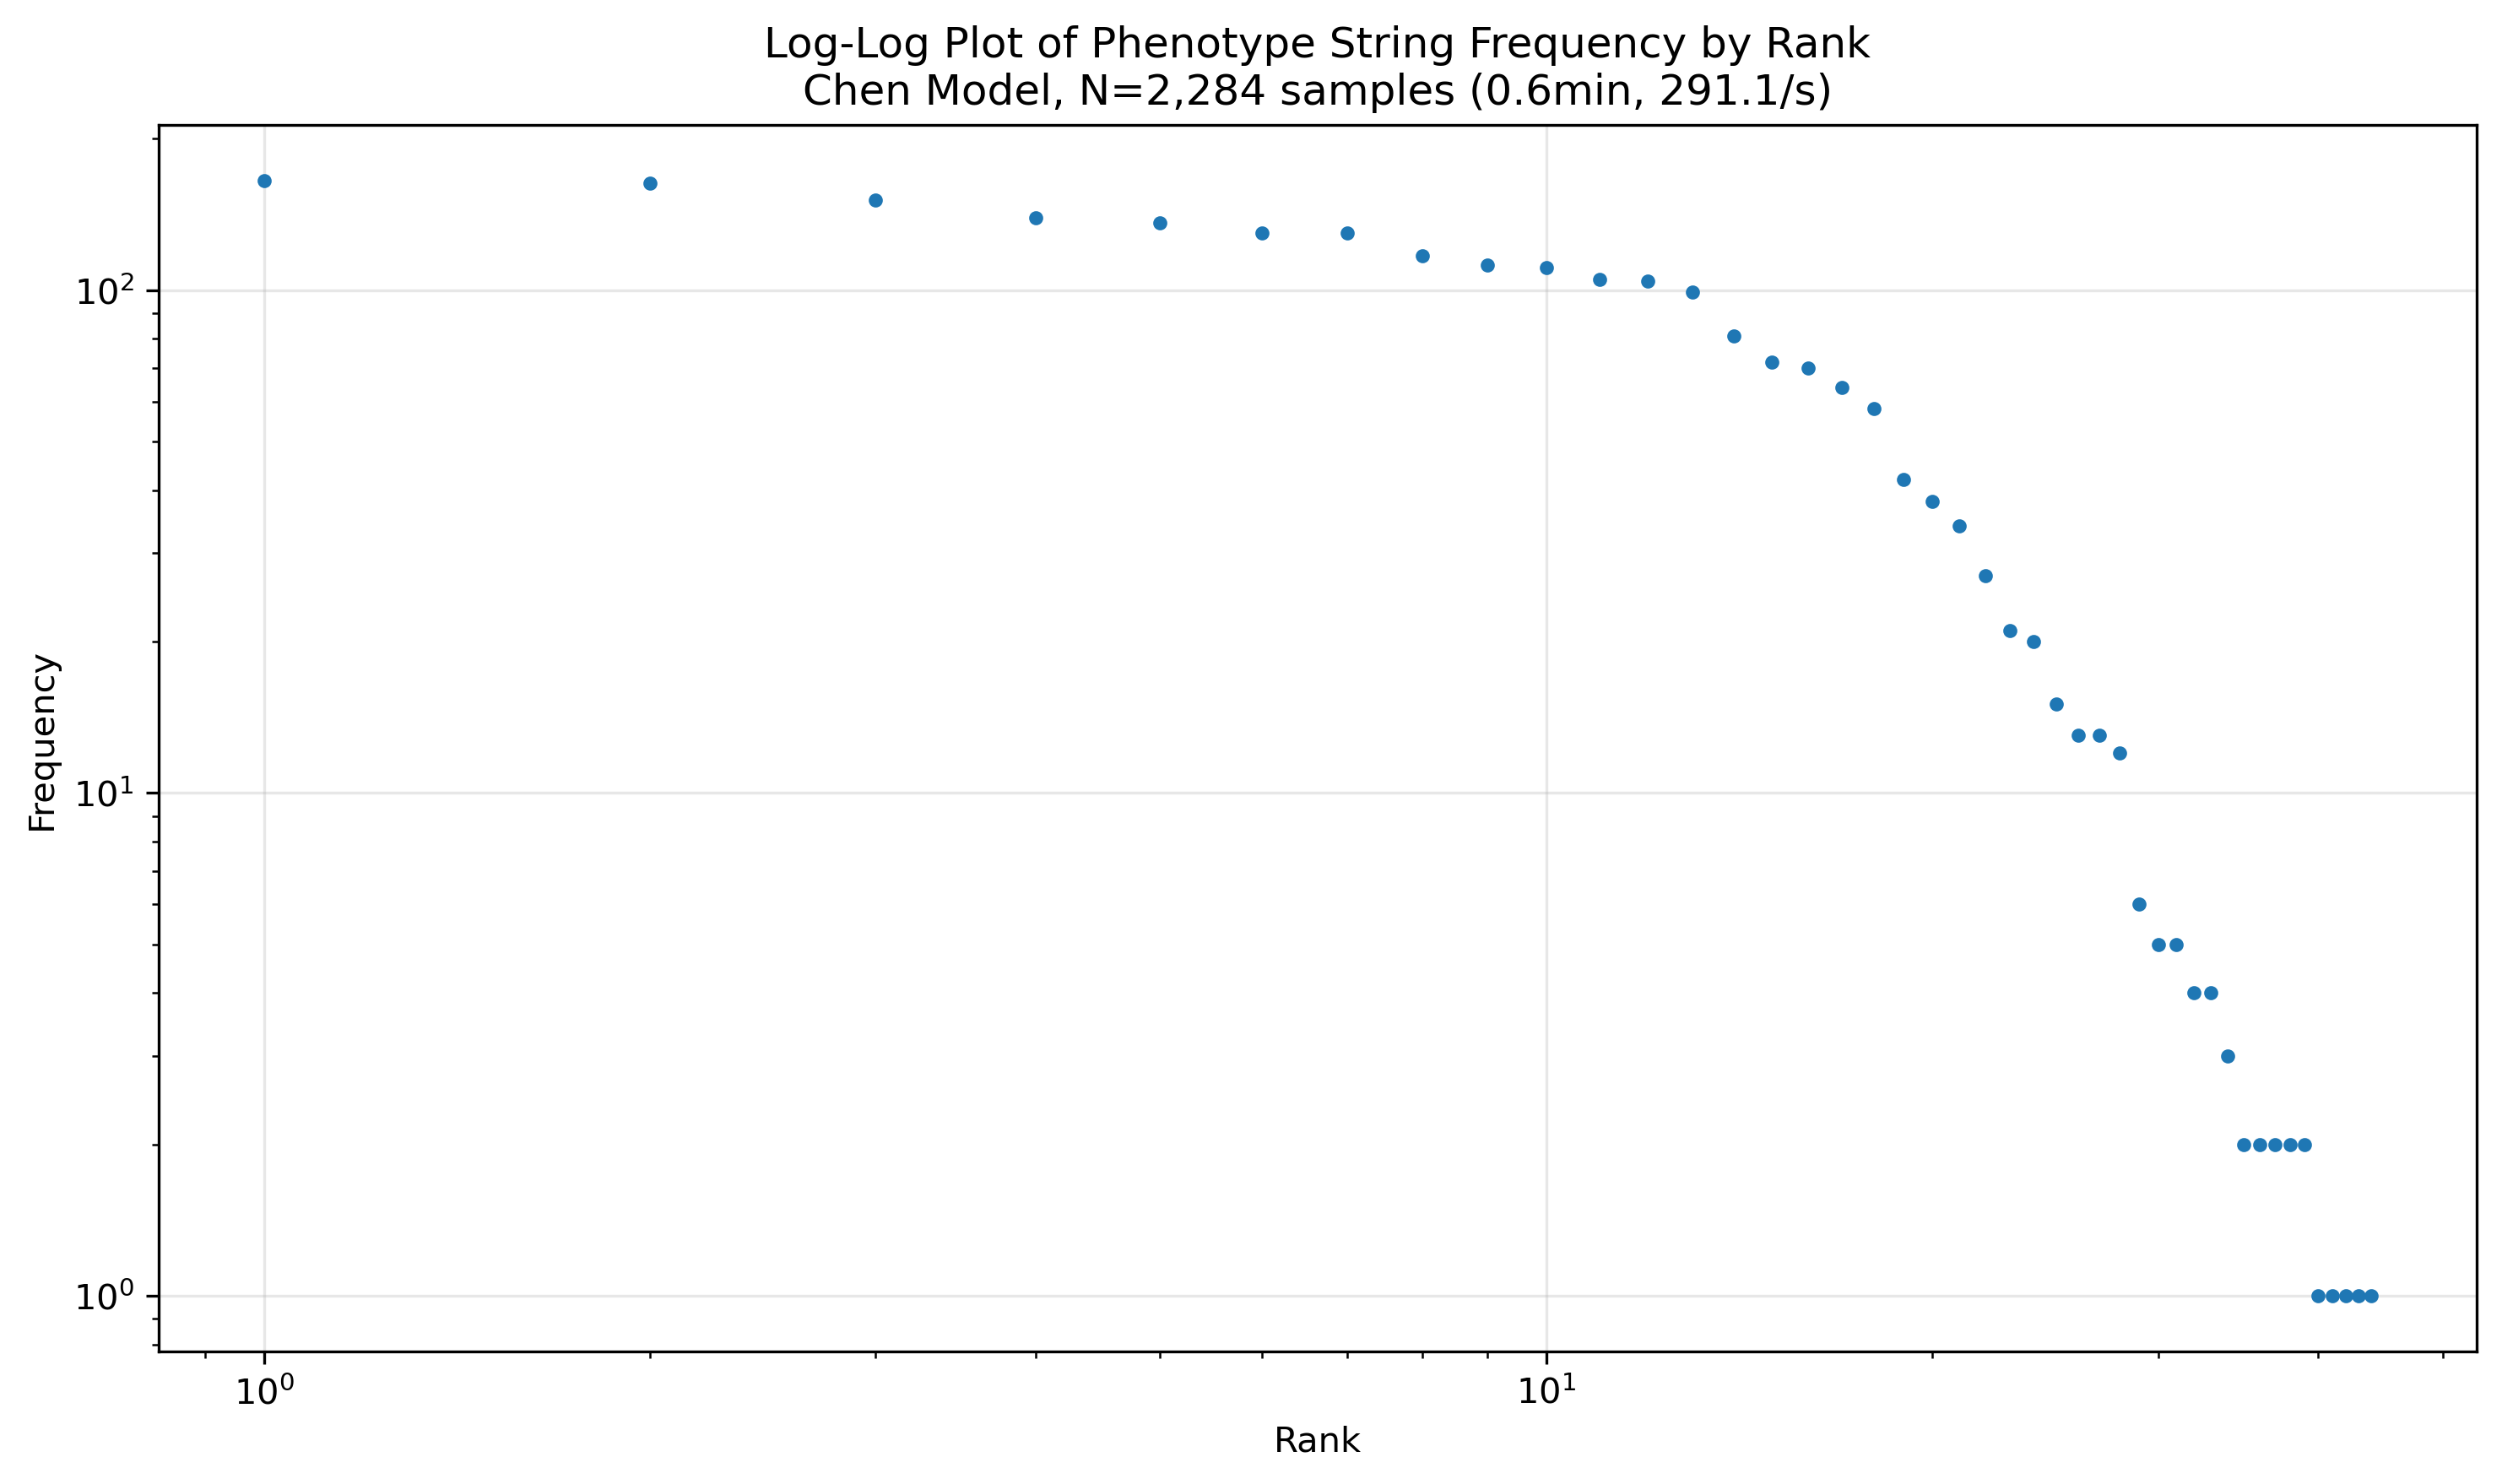 Log-Log Plot of Phenotype String Frequency by Rank
Chen Model, N=2,284 samples (0.6min, 291.1/s)
Frequency
10²
10¹
10⁰
10⁰
10¹
Rank